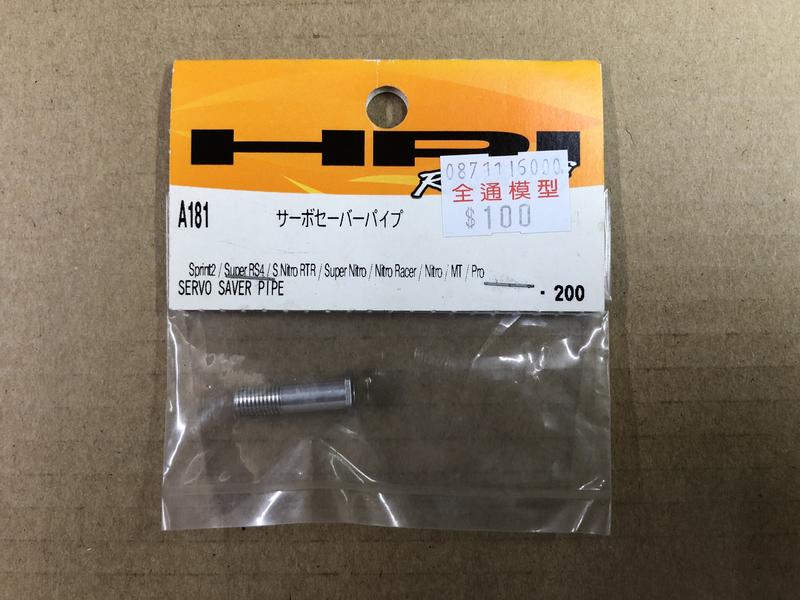 HPI
0871115000
全通模型
$100
A181 サーボセーバーパイプ
Sprint2 / Super RS4 / S.Nitro RTR / Super Nitro / Nitro Racer / Nitro / MT / Pro
SERVO SAVER PIPE
- 200